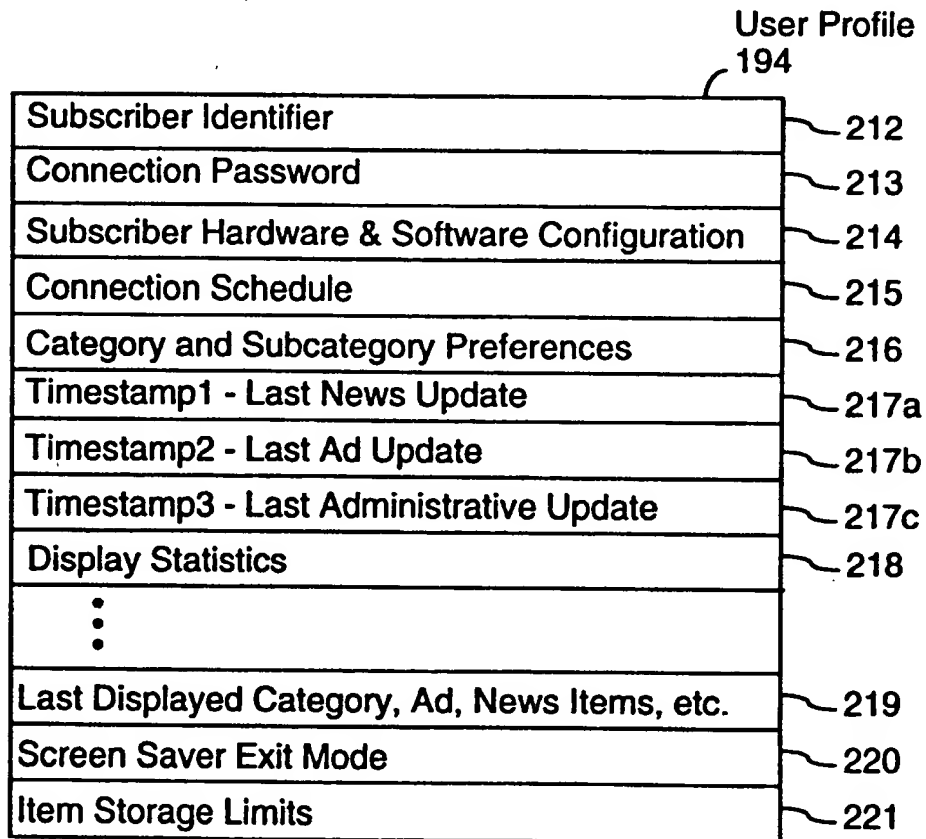 User Profile
194
Subscriber Identifier 212
Connection Password 213
Subscriber Hardware & Software Configuration 214
Connection Schedule 215
Category and Subcategory Preferences 216
Timestamp1 - Last News Update 217a
Timestamp2 - Last Ad Update 217b
Timestamp3 - Last Administrative Update 217c
Display Statistics 218
Last Displayed Category, Ad, News Items, etc. 219
Screen Saver Exit Mode 220
Item Storage Limits 221